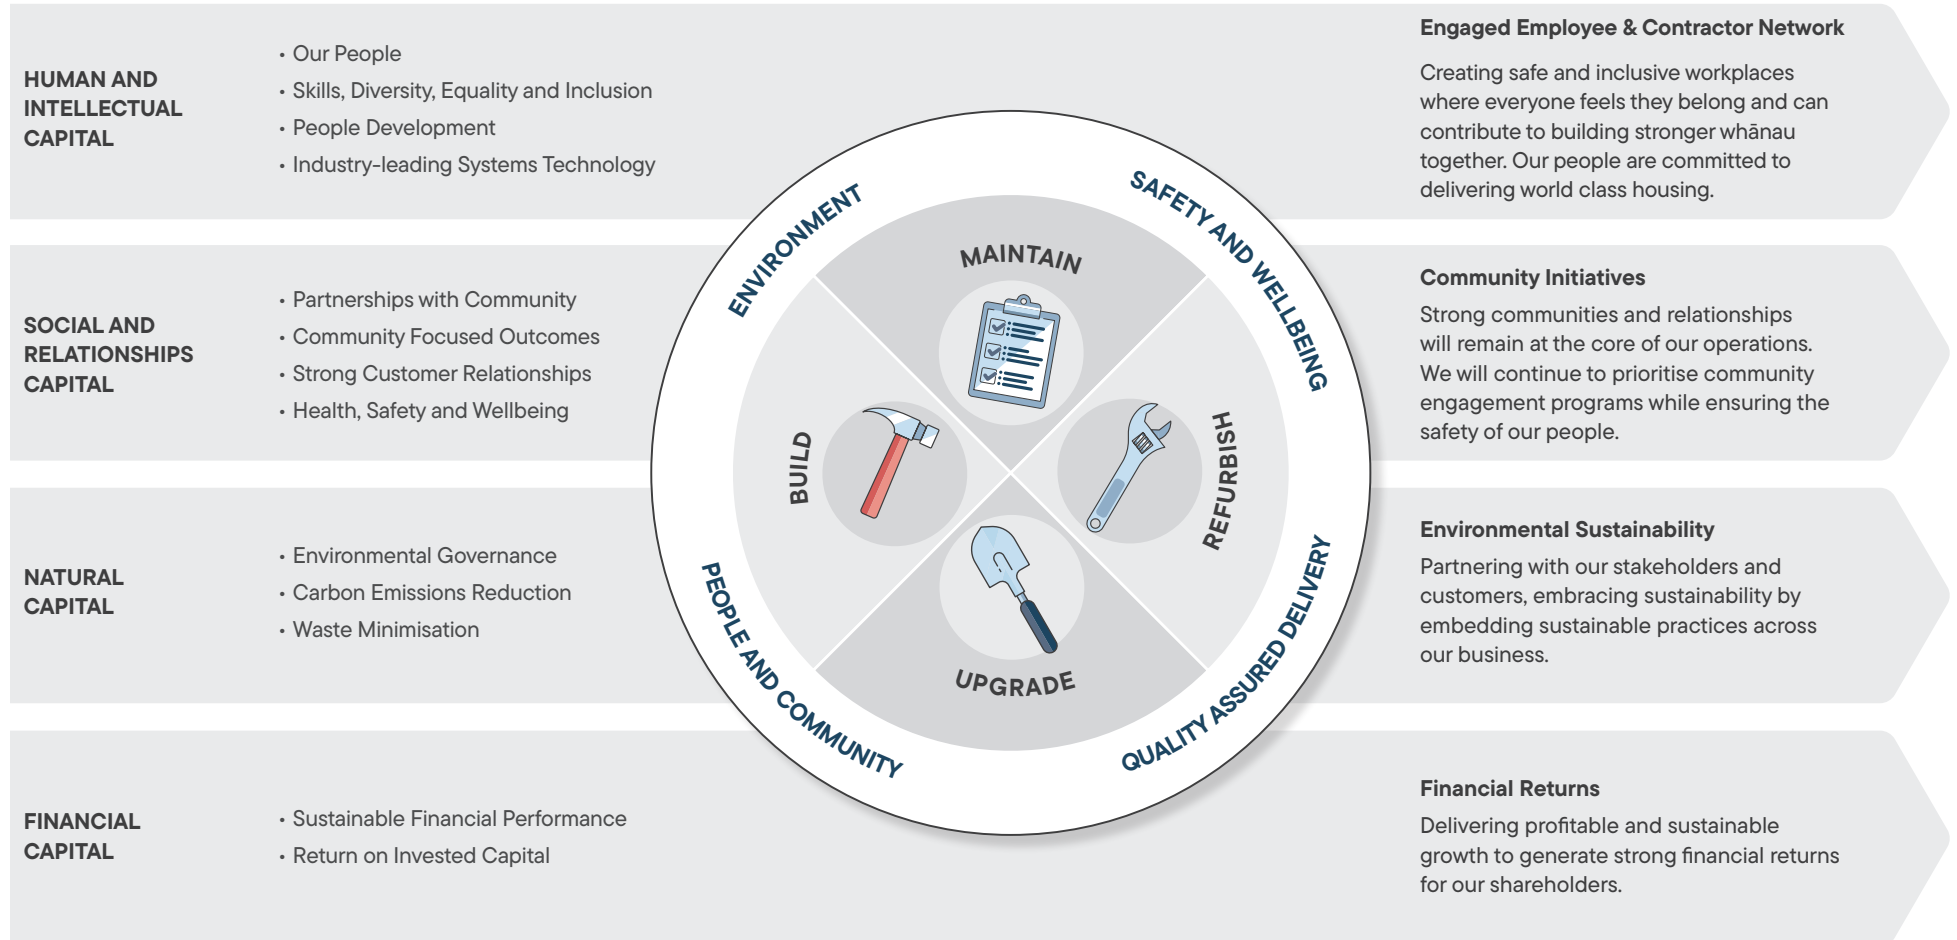 HUMAN AND
INTELLECTUAL
CAPITAL
• Our People
• Skills, Diversity, Equality and Inclusion
• People Development
• Industry-leading Systems Technology
Engaged Employee & Contractor Network
Creating safe and inclusive workplaces
where everyone feels they belong and can
contribute to building stronger whānau
together. Our people are committed to
delivering world class housing.
SOCIAL AND
RELATIONSHIPS
CAPITAL
• Partnerships with Community
• Community Focused Outcomes
• Strong Customer Relationships
• Health, Safety and Wellbeing
Community Initiatives
Strong communities and relationships
will remain at the core of our operations.
We will continue to prioritise community
engagement programs while ensuring the
safety of our people.
NATURAL
CAPITAL
• Environmental Governance
• Carbon Emissions Reduction
• Waste Minimisation
Environmental Sustainability
Partnering with our stakeholders and
customers, embracing sustainability by
embedding sustainable practices across
our business.
FINANCIAL
CAPITAL
• Sustainable Financial Performance
• Return on Invested Capital
Financial Returns
Delivering profitable and sustainable
growth to generate strong financial returns
for our shareholders.
ENVIRONMENT
SAFETY AND WELLBEING
QUALITY ASSURED DELIVERY
PEOPLE AND COMMUNITY
MAINTAIN
REFURBISH
UPGRADE
BUILD